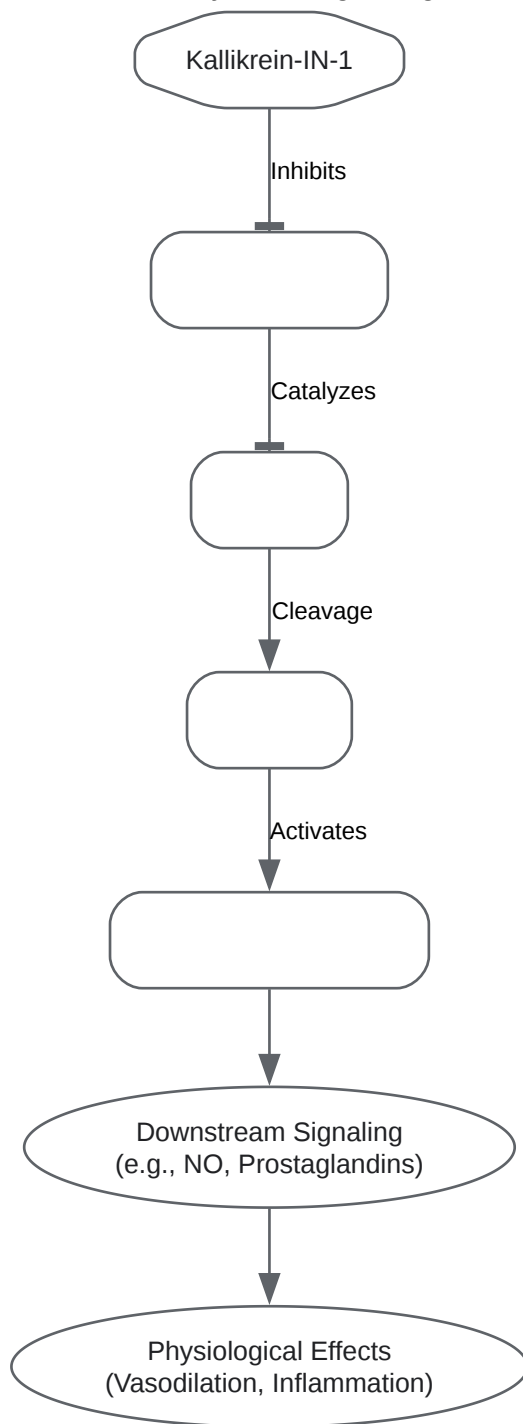 Kallikrein-IN-1
Inhibits
Catalyzes
Cleavage
Activates
Downstream Signaling
(e.g., NO, Prostaglandins)
Physiological Effects
(Vasodilation, Inflammation)